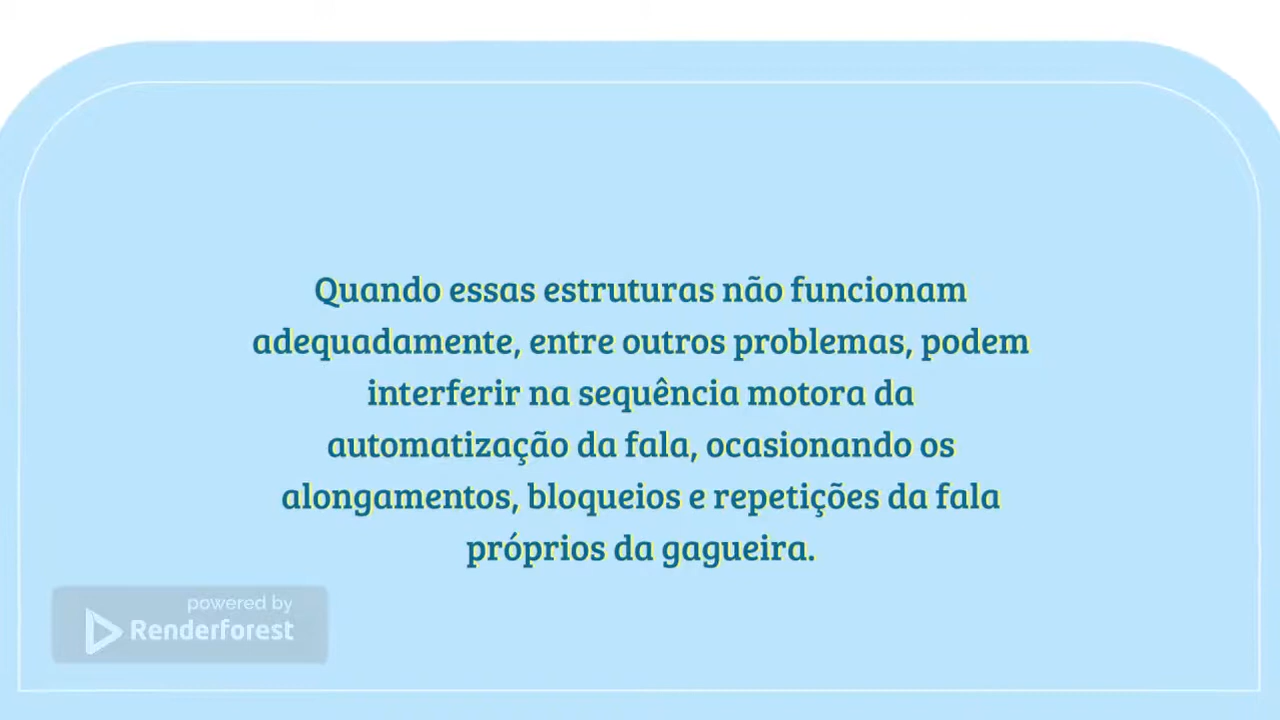 Quando essas estruturas não funcionam
adequadamente, entre outros problemas, podem
interferir na sequência motora da
automatização da fala, ocasionando os
alongamentos, bloqueios e repetições da fala
próprios da gagueira.
powered by
Renderforest